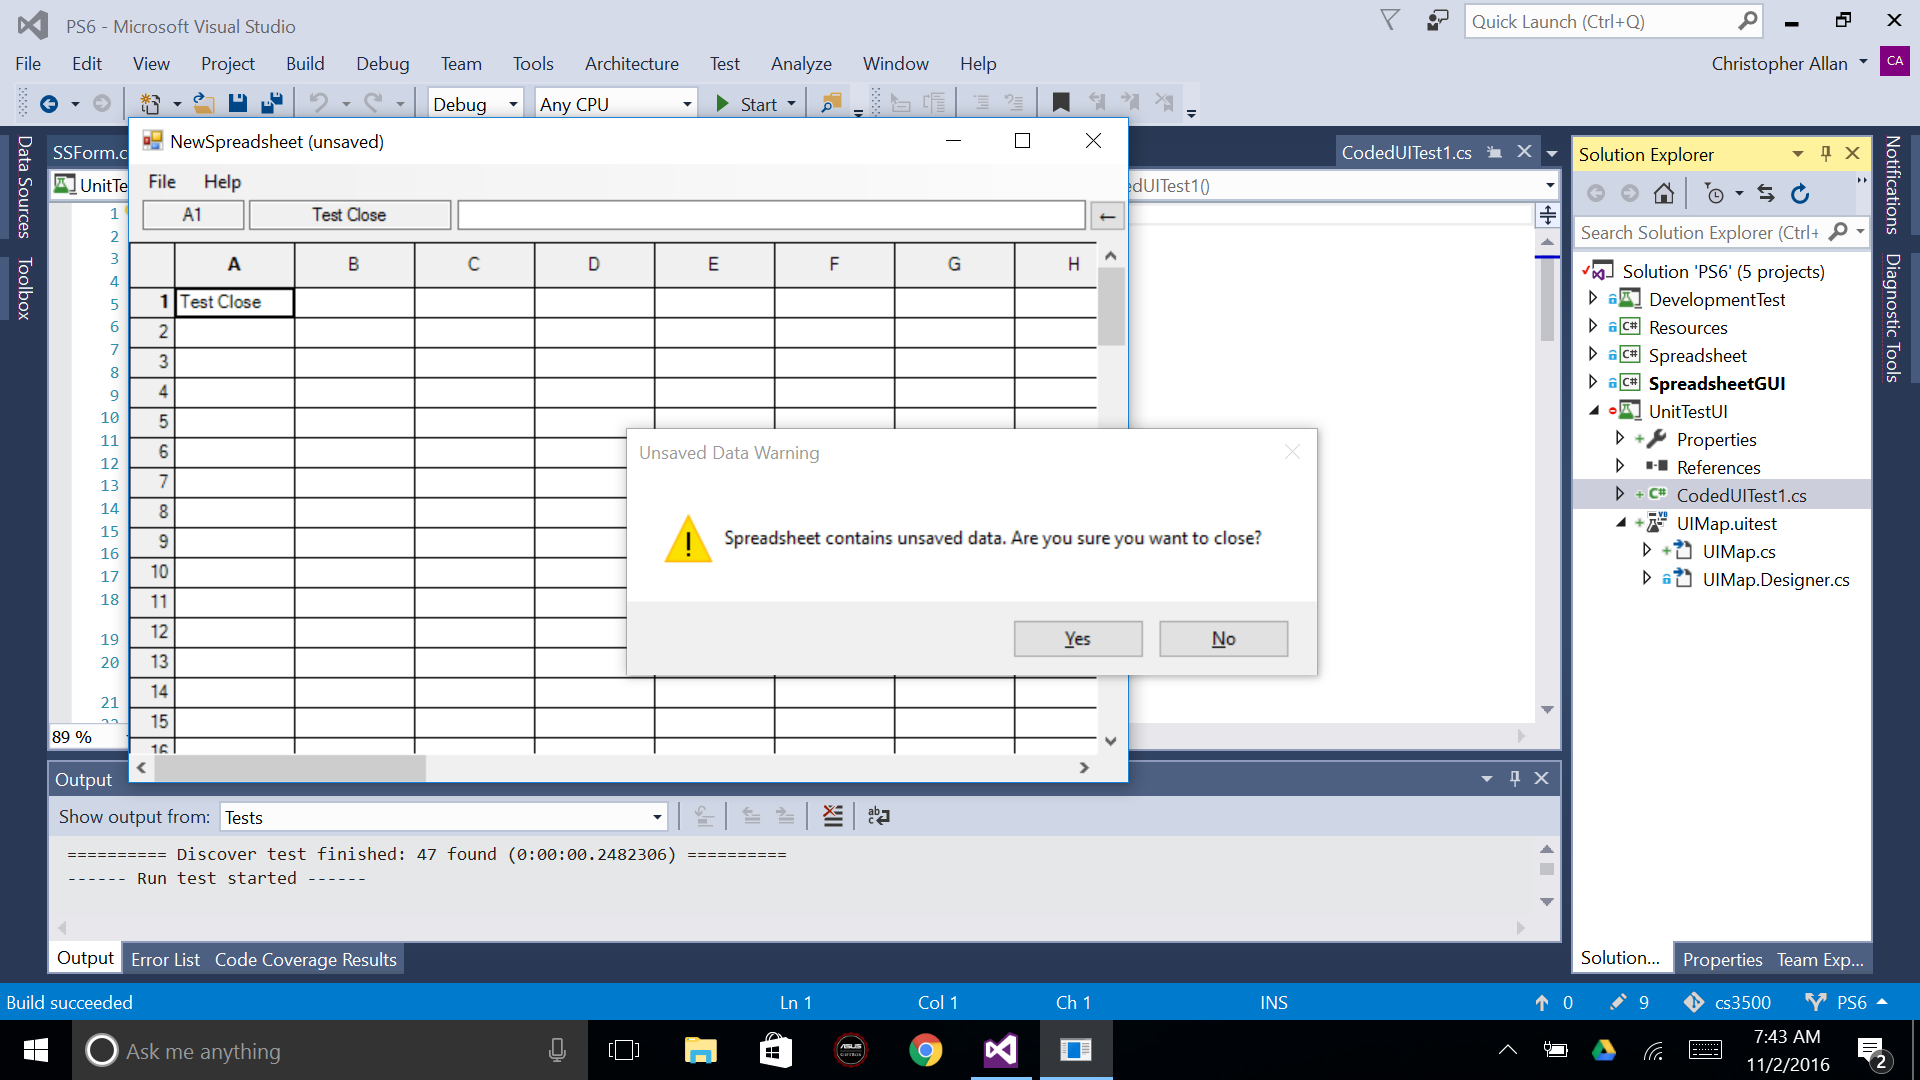 PS6 - Microsoft Visual Studio
Quick Launch (Ctrl+Q)
File Edit View Project Build Debug Team Tools Architecture Test Analyze Window Help
Christopher Allan CA
Debug Any CPU Start
Data Sources
Toolbox
SSForm.c
CodedUITest1.cs
UnitTe
edUITest1()
NewSpreadsheet (unsaved)
File Help
A1 Test Close
A B C D E F G H
1 Test Close
2
3
4
5
6
7
8
9
10
11
12
13
14
15
16
1
2
3
4
5
6
7
8
9
10
11
12
13
14
15
16
17
18
19
20
21
89 %
Unsaved Data Warning
Spreadsheet contains unsaved data. Are you sure you want to close?
Yes No
Solution Explorer
Search Solution Explorer (Ctrl+
Solution 'PS6' (5 projects)
DevelopmentTest
C# Resources
C# Spreadsheet
C# SpreadsheetGUI
UnitTestUI
Properties
References
C# CodedUITest1.cs
UIMap.uitest
UIMap.cs
UIMap.Designer.cs
Solution... Properties Team Exp...
Notifications
Diagnostic Tools
Output
Show output from: Tests
========== Discover test finished: 47 found (0:00:00.2482306) ==========
------ Run test started ------
Output Error List Code Coverage Results
Build succeeded Ln 1 Col 1 Ch 1 INS 0 9 cs3500 PS6
Ask me anything
7:43 AM
11/2/2016
2